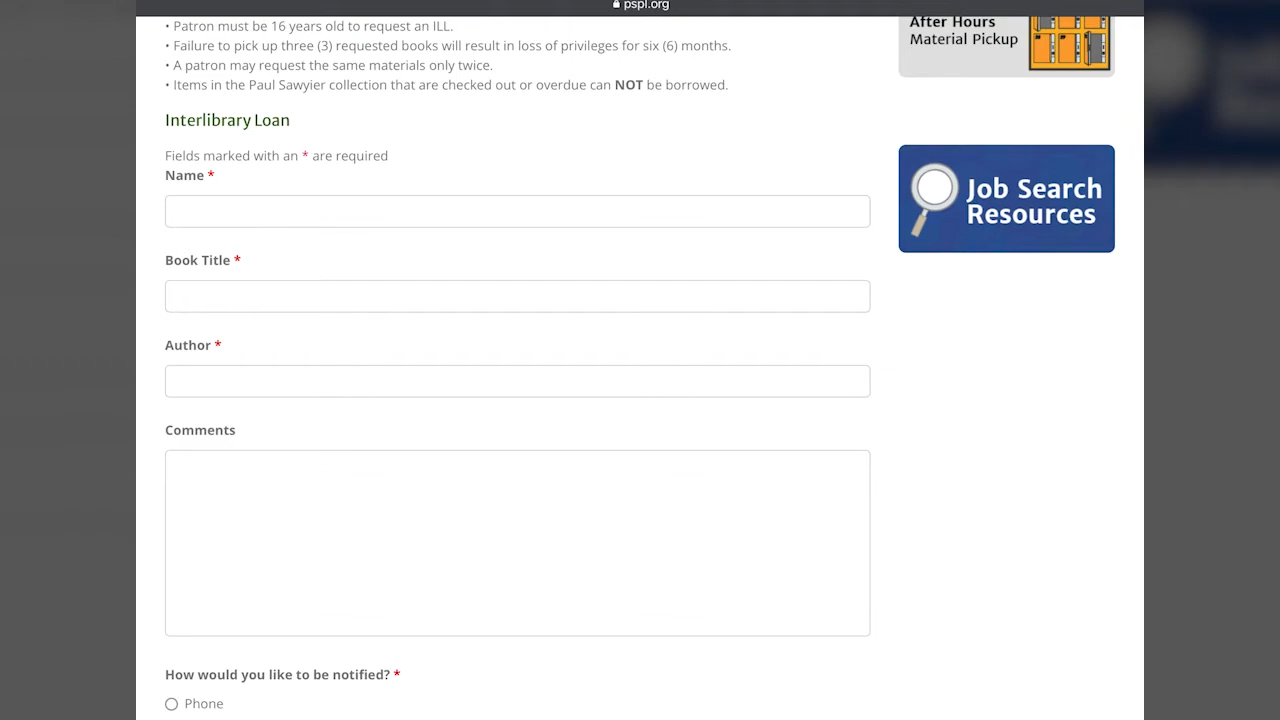 pspl.org
• Patron must be 16 years old to request an ILL.
• Failure to pick up three (3) requested books will result in loss of privileges for six (6) months.
• A patron may request the same materials only twice.
• Items in the Paul Sawyier collection that are checked out or overdue can NOT be borrowed.
Interlibrary Loan
Fields marked with an * are required
Name *
Book Title *
Author *
Comments
How would you like to be notified? *
Phone
After Hours
Material Pickup
Job Search
Resources